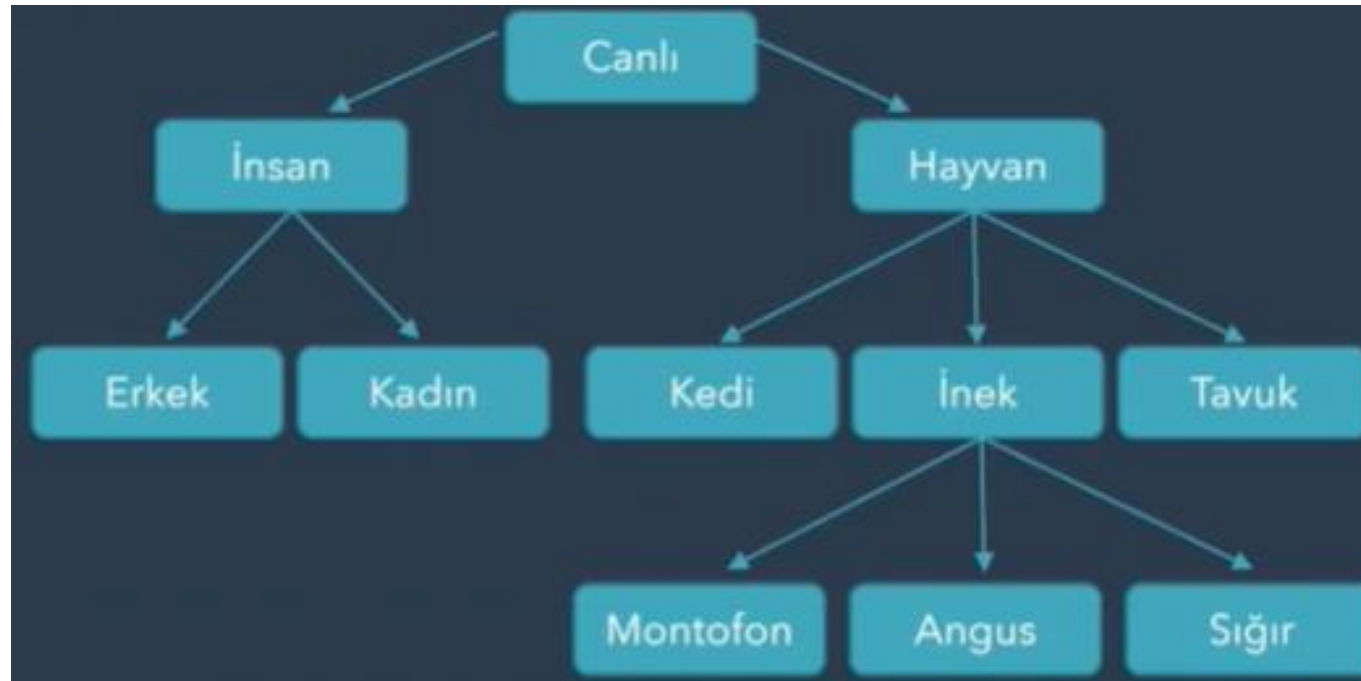 Canlı
İnsan Hayvan
Erkek Kadın Kedi İnek Tavuk
Montofon Angus Sığır